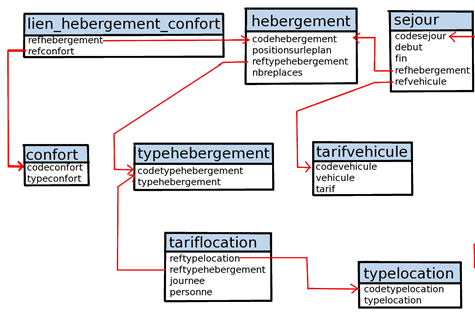 lien_hebergement_confort
refhebergement
refconfort
hebergement
codehebergement
positionsurleplan
reftypehebergement
nbreplaces
sejour
codesejour
debut
fin
refhebergement
refvehicule
confort
codeconfort
typeconfort
typehebergement
codetypehebergement
typehebergement
tarifvehicule
codevehicule
vehicule
tarif
tariflocation
reftypelocation
reftypehebergement
journee
personne
typelocation
codetypelocation
typelocation